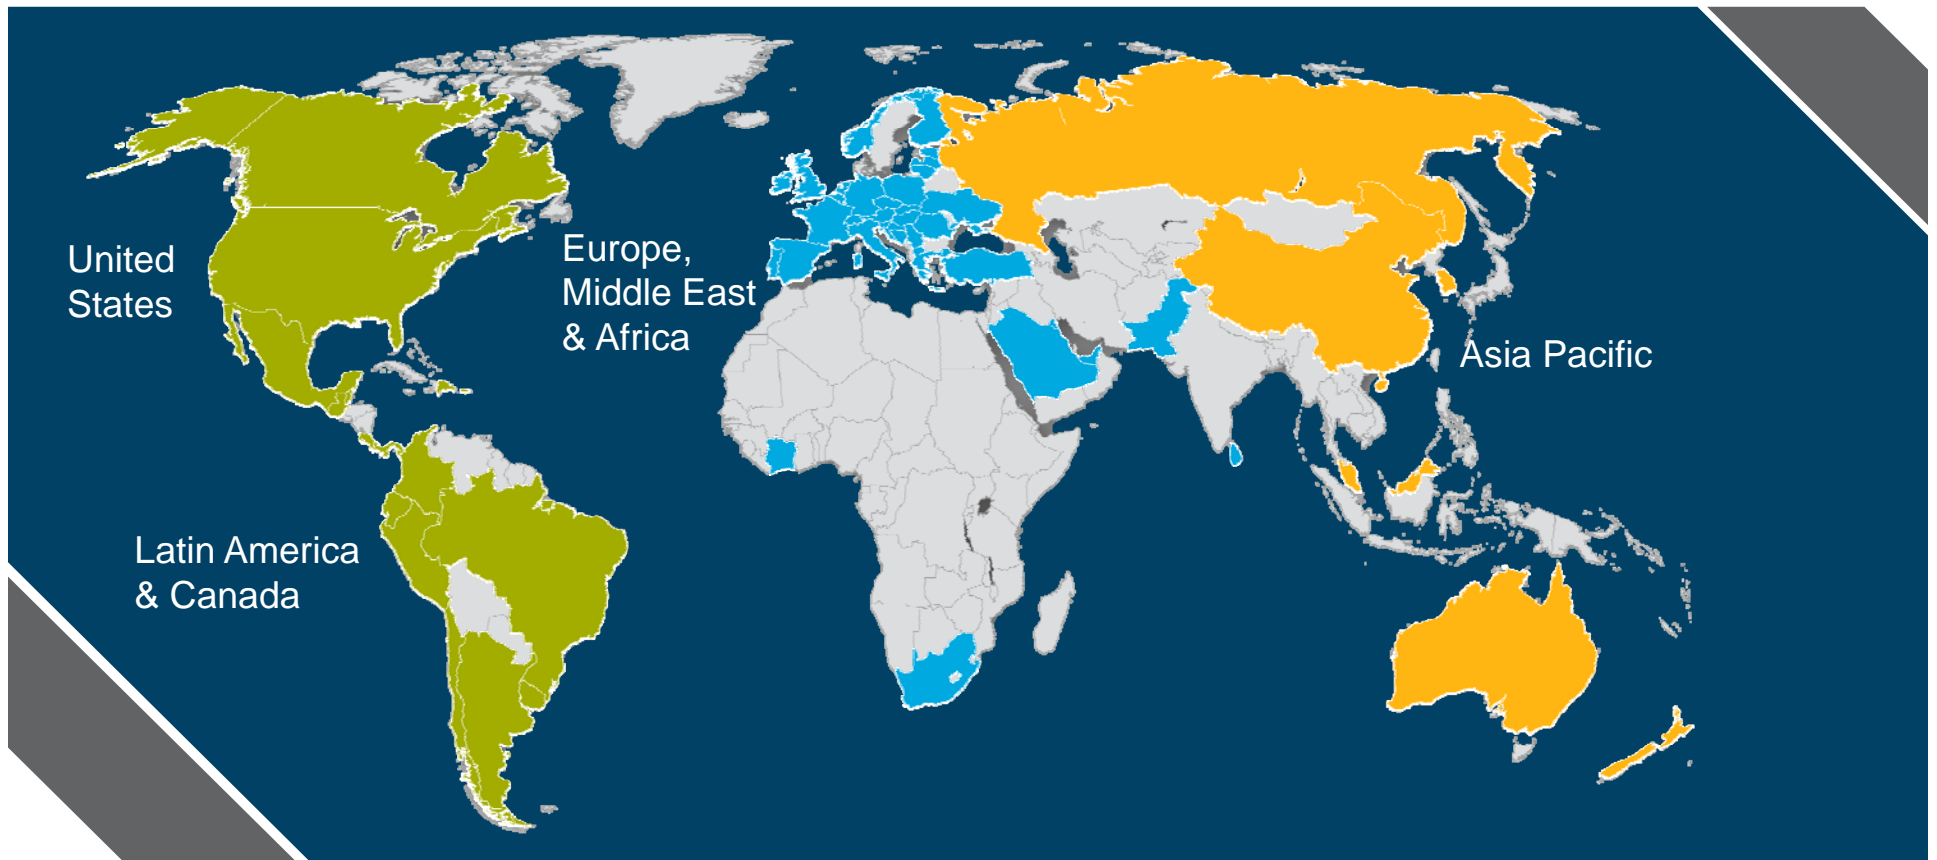 United
States
Europe,
Middle East
& Africa
Asia Pacific
Latin America
& Canada